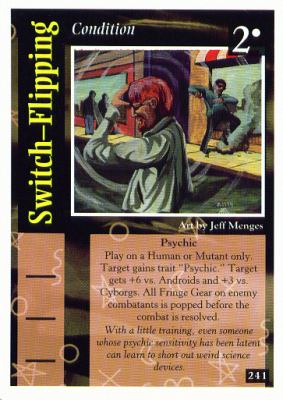 Switch-Flipping
Condition
2•
Art by Jeff Menges
Psychic
Play on a Human or Mutant only.
Target gains trait "Psychic." Target
gets +6 vs. Androids and +3 vs.
Cyborgs. All Fringe Gear on enemy
combatants is popped before the
combat is resolved.
With a little training, even someone
whose psychic sensitivity has been latent
can learn to short out weird science
devices.
241